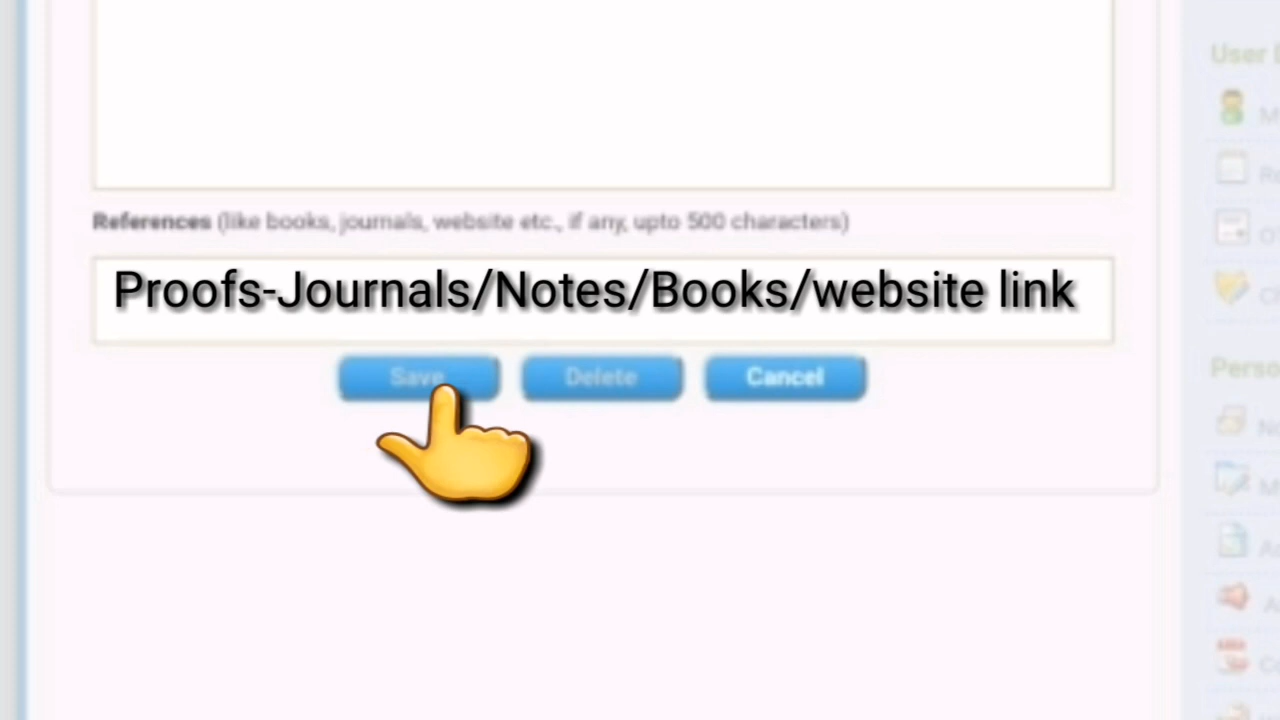 User
References (like books, journals, website etc., if any, upto 500 characters)
Proofs-Journals/Notes/Books/website link
Save
Delete
Cancel